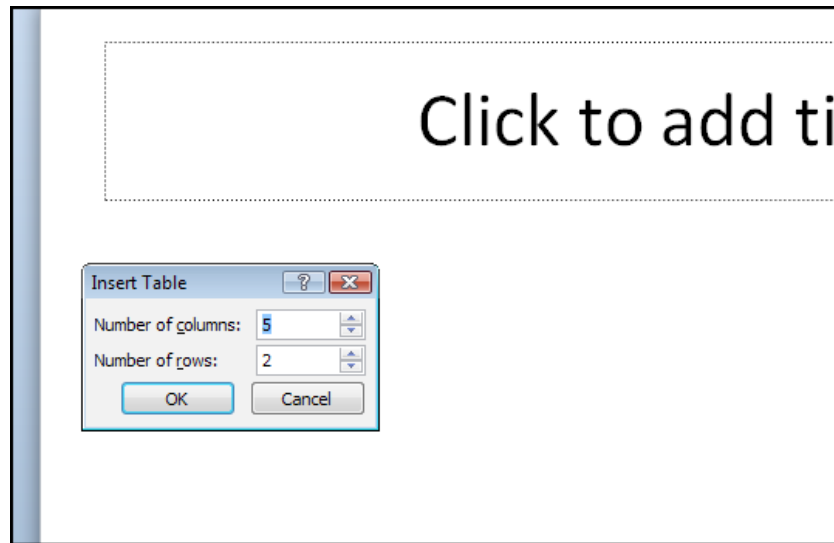 Click to add ti
Insert Table
Number of columns: 5
Number of rows: 2
OK Cancel